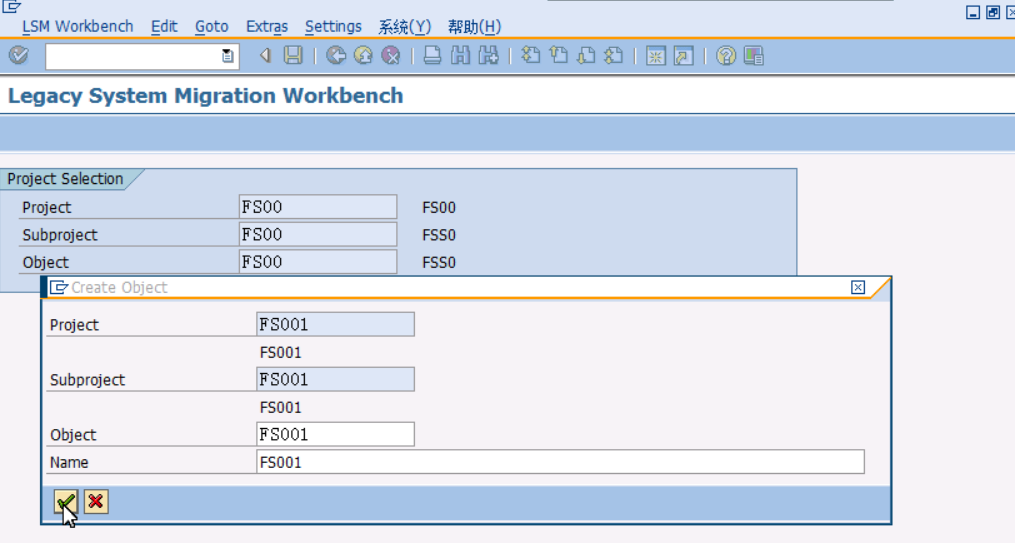 LSM Workbench Edit Goto Extras Settings 系统(Y) 帮助(H)
Legacy System Migration Workbench
Project Selection
Project FS00 FS00
Subproject FS00 FSS0
Object FS00 FSS0
Create Object
Project FS001
FS001
Subproject FS001
FS001
Object FS001
Name FS001